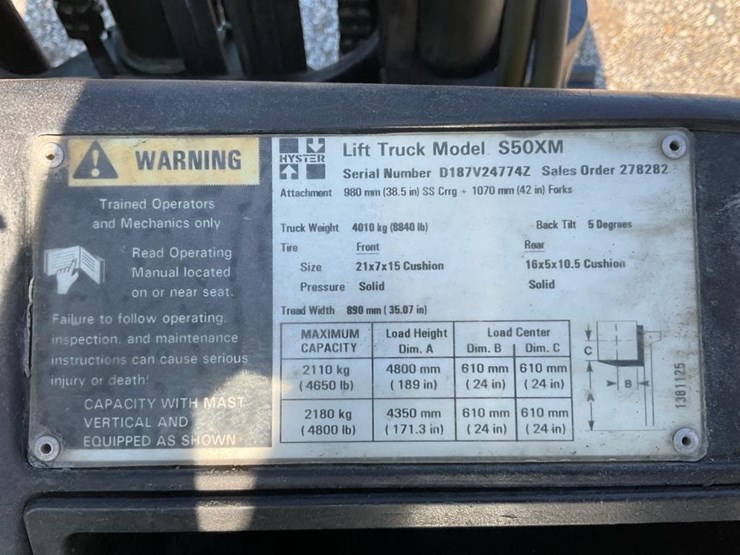 WARNING
Trained Operators
and Mechanics only
Read Operating
Manual located
on or near seat.
Failure to follow operating,
inspection, and maintenance
instructions can cause serious
injury or death!
CAPACITY WITH MAST
VERTICAL AND
EQUIPPED AS SHOWN
HYSTER
Lift Truck Model S50XM
Serial Number D187V24774Z Sales Order 278282
Attachment 980 mm (38.5 in) SS Crrg + 1070 mm (42 in) Forks
Truck Weight 4010 kg (8840 lb) Back Tilt 5 Degrees
Tire Front Rear
Size 21x7x15 Cushion 16x5x10.5 Cushion
Pressure Solid Solid
Tread Width 890 mm (35.07 in)
MAXIMUM CAPACITY Load Height Dim. A Load Center Dim. B Dim. C
2110 kg 4800 mm 610 mm 610 mm
(4650 lb) (189 in) (24 in) (24 in)
2180 kg 4350 mm 610 mm 610 mm
(4800 lb) (171.3 in) (24 in) (24 in)
C
B
A
1381125